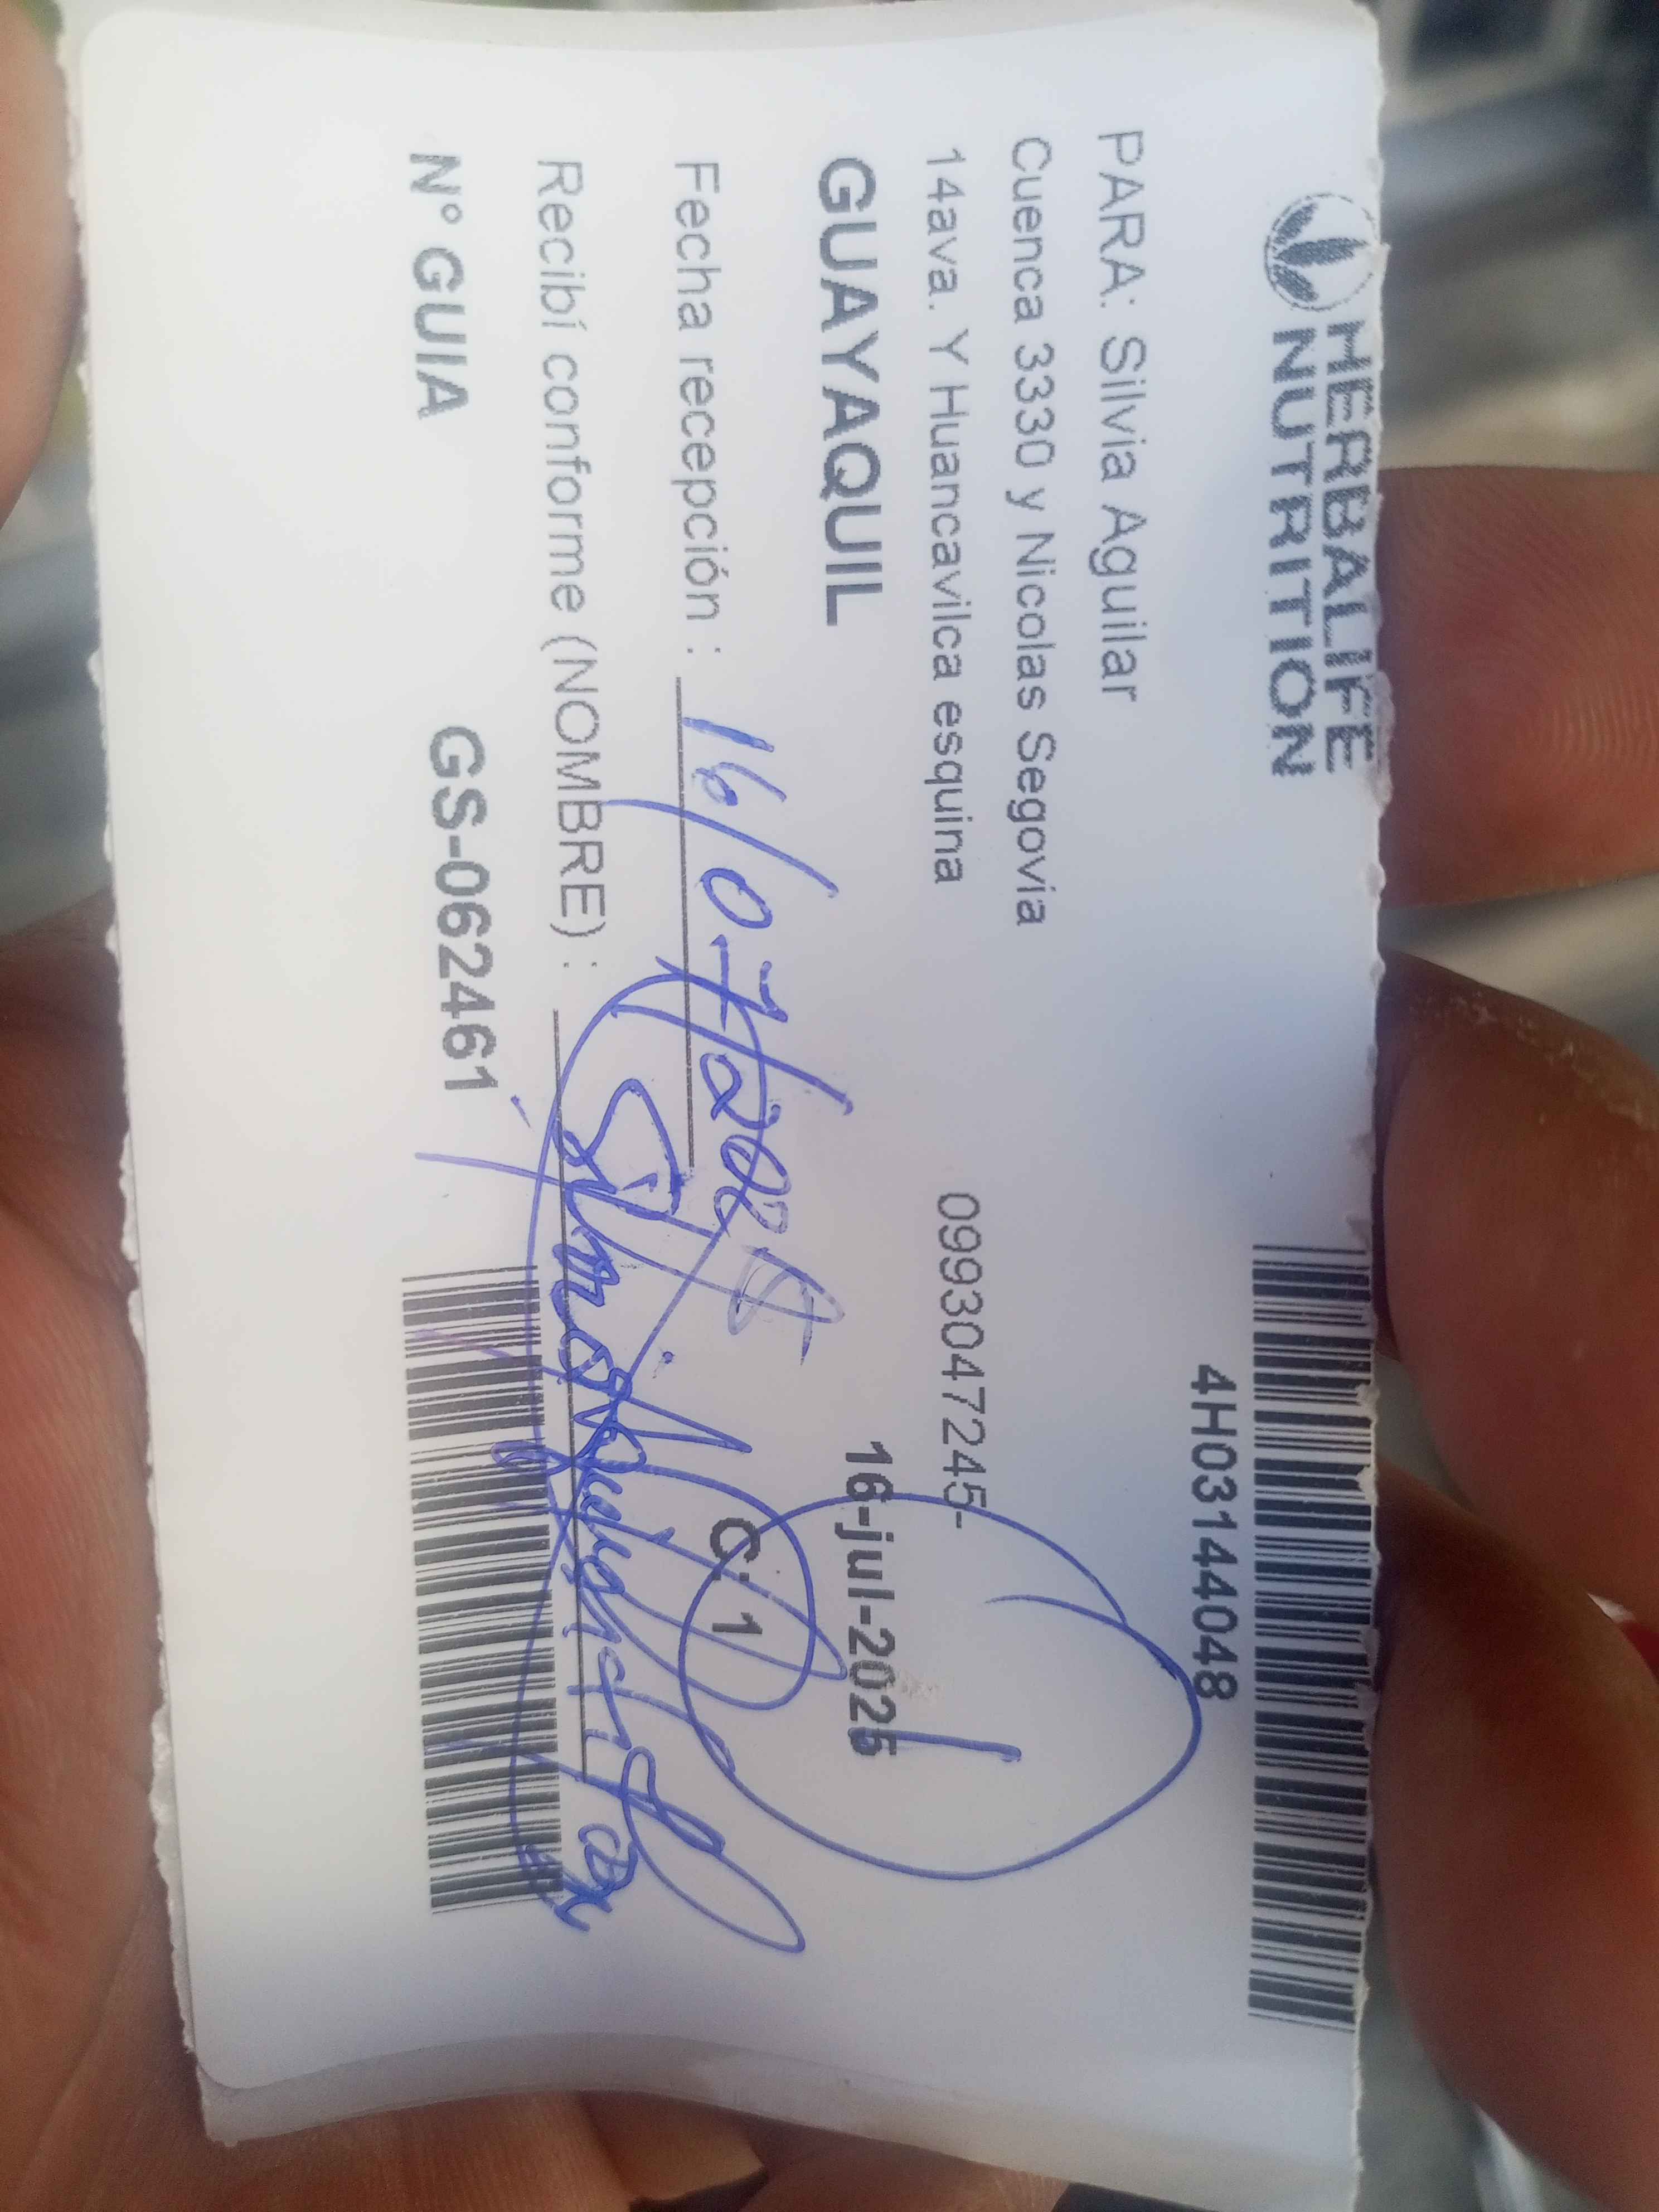 HERBALIFE
NUTRITION
4H03144048
PARA: Silvia Aguilar
Cuenca 3330 y Nicolas Segovia
14ava. Y Huancavilca esquina 0993047245-
GUAYAQUIL 16-jul-2025
Fecha recepción : 16/07/2025 C: 1
Recibí conforme (NOMBRE) :
N° GUIA GS-062461